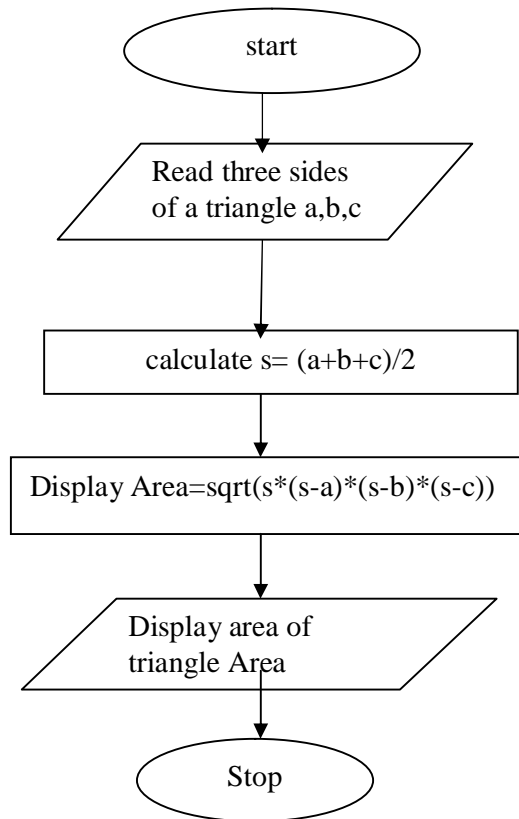 start
Read three sides
of a triangle a,b,c
calculate s= (a+b+c)/2
Display Area=sqrt(s*(s-a)*(s-b)*(s-c))
Display area of
triangle Area
Stop